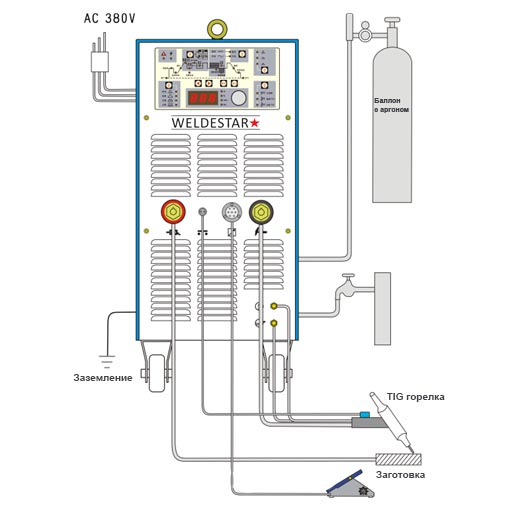 AC 380V
WELDESTAR
Баллон
с аргоном
Заземление
TIG горелка
Заготовка